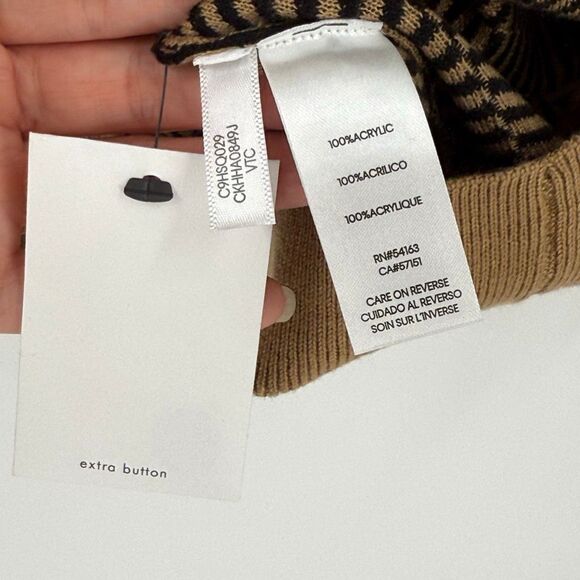 C9HSO029
CKHHA0849J
VTC
100%ACRYLIC
100%ACRILICO
100%ACRYLIQUE
RN#54163
CA#57151
CARE ON REVERSE
CUIDADO AL REVERSO
SOIN SUR L'INVERSE
extra button